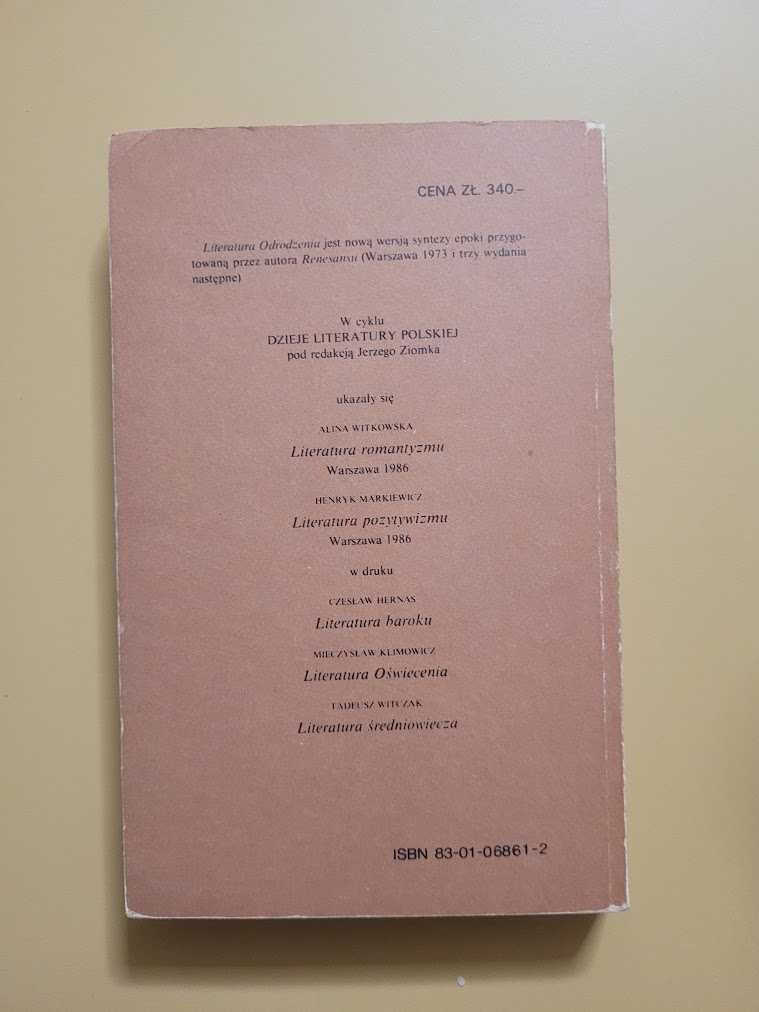 CENA ZŁ. 340.–
Literatura Odrodzenia jest nową wersją syntezy epoki przygo-
towaną przez autora Renesansu (Warszawa 1973 i trzy wydania
następne)
W cyklu
DZIEJE LITERATURY POLSKIEJ
pod redakcją Jerzego Ziomka
ukazały się
ALINA WITKOWSKA
Literatura romantyzmu
Warszawa 1986
HENRYK MARKIEWICZ
Literatura pozytywizmu
Warszawa 1986
w druku
CZESŁAW HERNAS
Literatura baroku
MIECZYSŁAW KLIMOWICZ
Literatura Oświecenia
TADEUSZ WITCZAK
Literatura średniowiecza
ISBN 83-01-06861-2